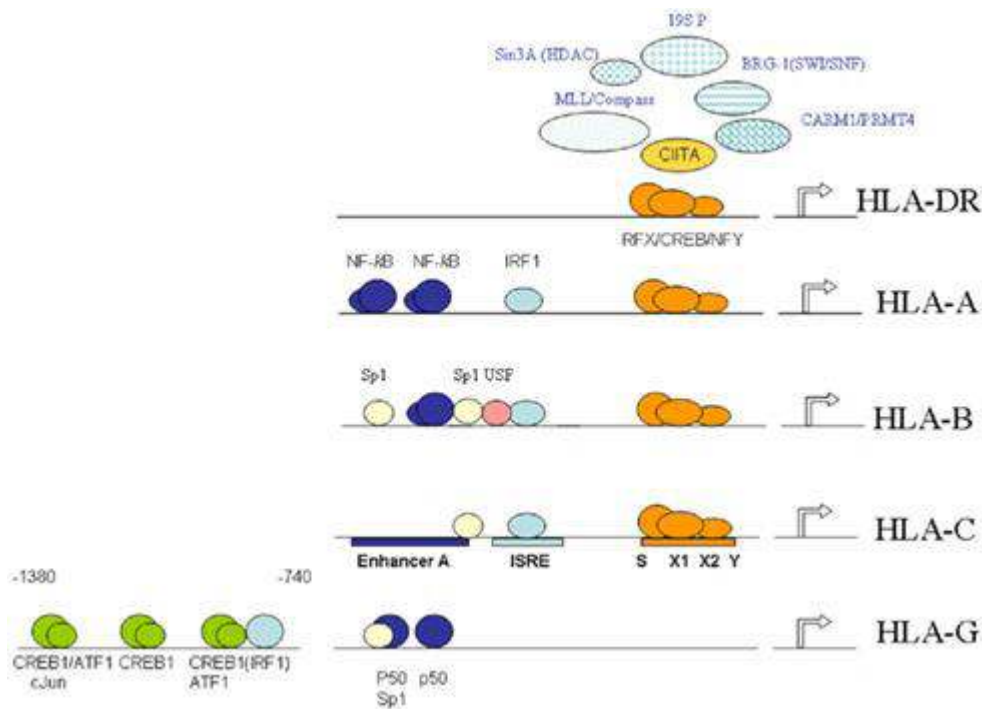 19S P
Sin3A (HDAC)
BRG-1(SWI/SNF)
MLL/Compass
CARM1/PRMT4
CIITA
HLA-DR
RFX/CREB/NFY
NF-kB NF-kB IRF1
HLA-A
Sp1 Sp1 USF
HLA-B
HLA-C
Enhancer A ISRE S X1 X2 Y
-1380 -740
HLA-G
CREB1/ATF1 CREB1 CREB1(IRF1)
cJun ATF1
P50 p50
Sp1